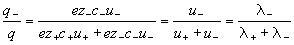 q₋/q = ez₋c₋u₋/(ez₊c₊u₊ + ez₋c₋u₋) = u₋/(u₊ + u₋) = λ₋/(λ₊ + λ₋)